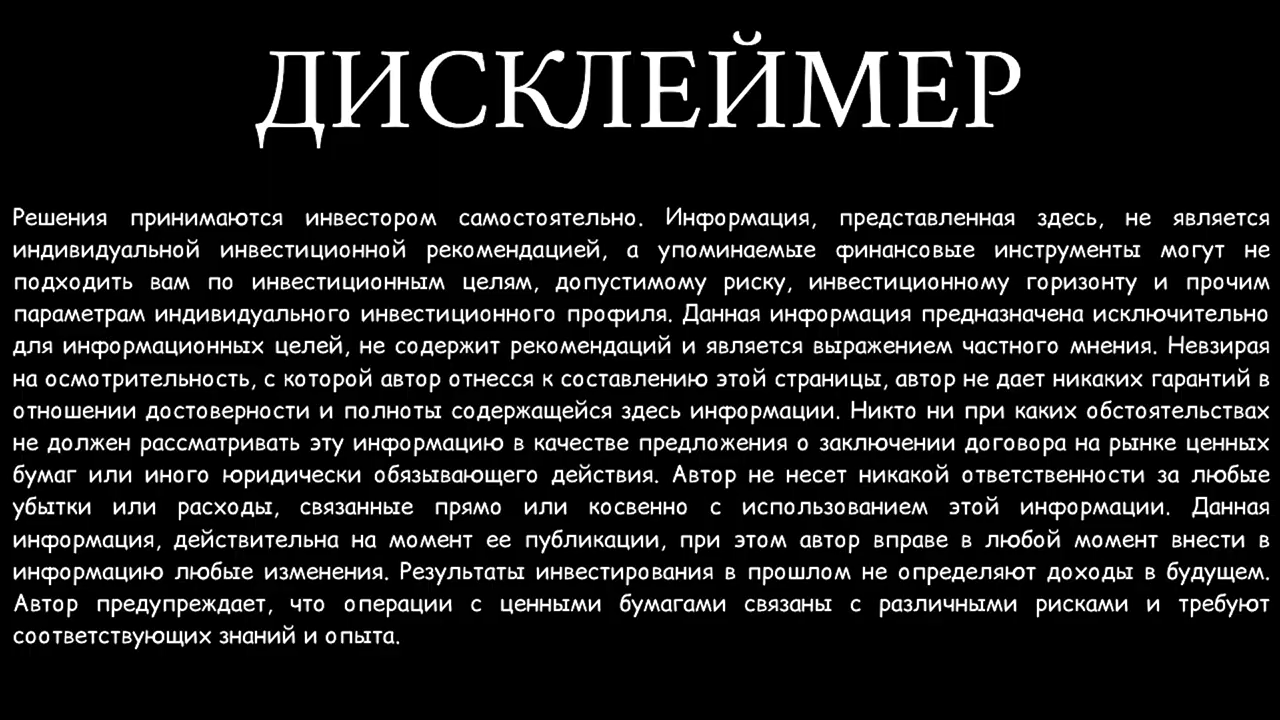 ДИСКЛЕЙМЕР
Решения принимаются инвестором самостоятельно. Информация, представленная здесь, не является
индивидуальной инвестиционной рекомендацией, а упоминаемые финансовые инструменты могут не
подходить вам по инвестиционным целям, допустимому риску, инвестиционному горизонту и прочим
параметрам индивидуального инвестиционного профиля. Данная информация предназначена исключительно
для информационных целей, не содержит рекомендаций и является выражением частного мнения. Невзирая
на осмотрительность, с которой автор отнесся к составлению этой страницы, автор не дает никаких гарантий в
отношении достоверности и полноты содержащейся здесь информации. Никто ни при каких обстоятельствах
не должен рассматривать эту информацию в качестве предложения о заключении договора на рынке ценных
бумаг или иного юридически обязывающего действия. Автор не несет никакой ответственности за любые
убытки или расходы, связанные прямо или косвенно с использованием этой информации. Данная
информация, действительна на момент ее публикации, при этом автор вправе в любой момент внести в
информацию любые изменения. Результаты инвестирования в прошлом не определяют доходы в будущем.
Автор предупреждает, что операции с ценными бумагами связаны с различными рисками и требуют
соответствующих знаний и опыта.